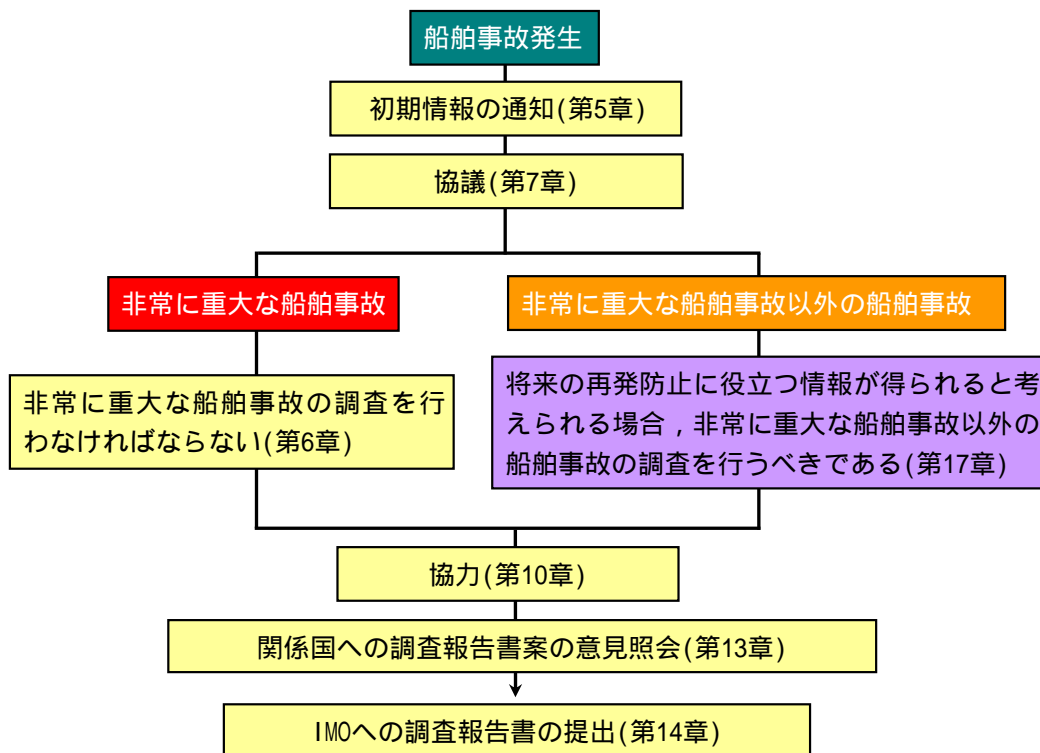 船舶事故発生
初期情報の通知(第5章)
協議(第7章)
非常に重大な船舶事故
非常に重大な船舶事故以外の船舶事故
非常に重大な船舶事故の調査を行
わなければならない(第6章)
将来の再発防止に役立つ情報が得られると考
えられる場合，非常に重大な船舶事故以外の
船舶事故の調査を行うべきである(第17章)
協力(第10章)
関係国への調査報告書案の意見照会(第13章)
IMOへの調査報告書の提出(第14章)